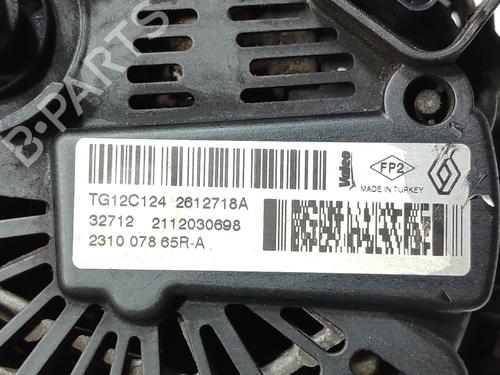 B-PARTS
Valeo
FP2
MADE IN TURKEY
TG12C124 2612718A
32712 2112030698
2310 078 65R-A